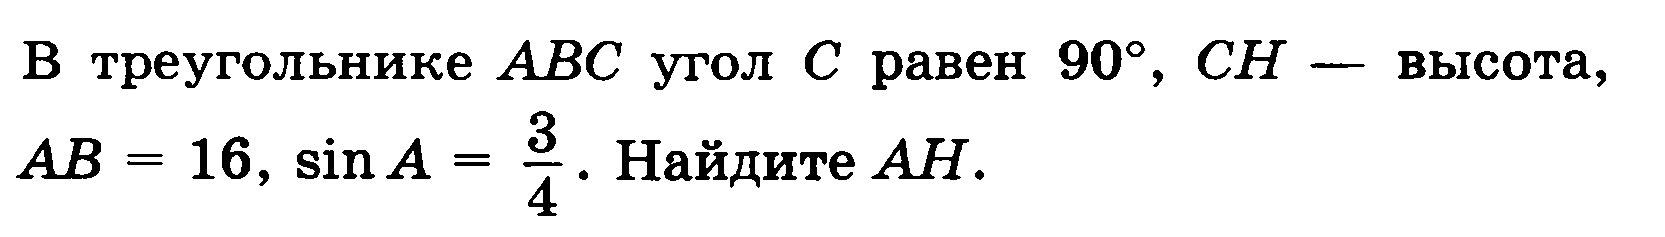 В треугольнике ABC угол C равен 90°, CH — высота,
AB = 16, sin A = 3/4. Найдите AH.